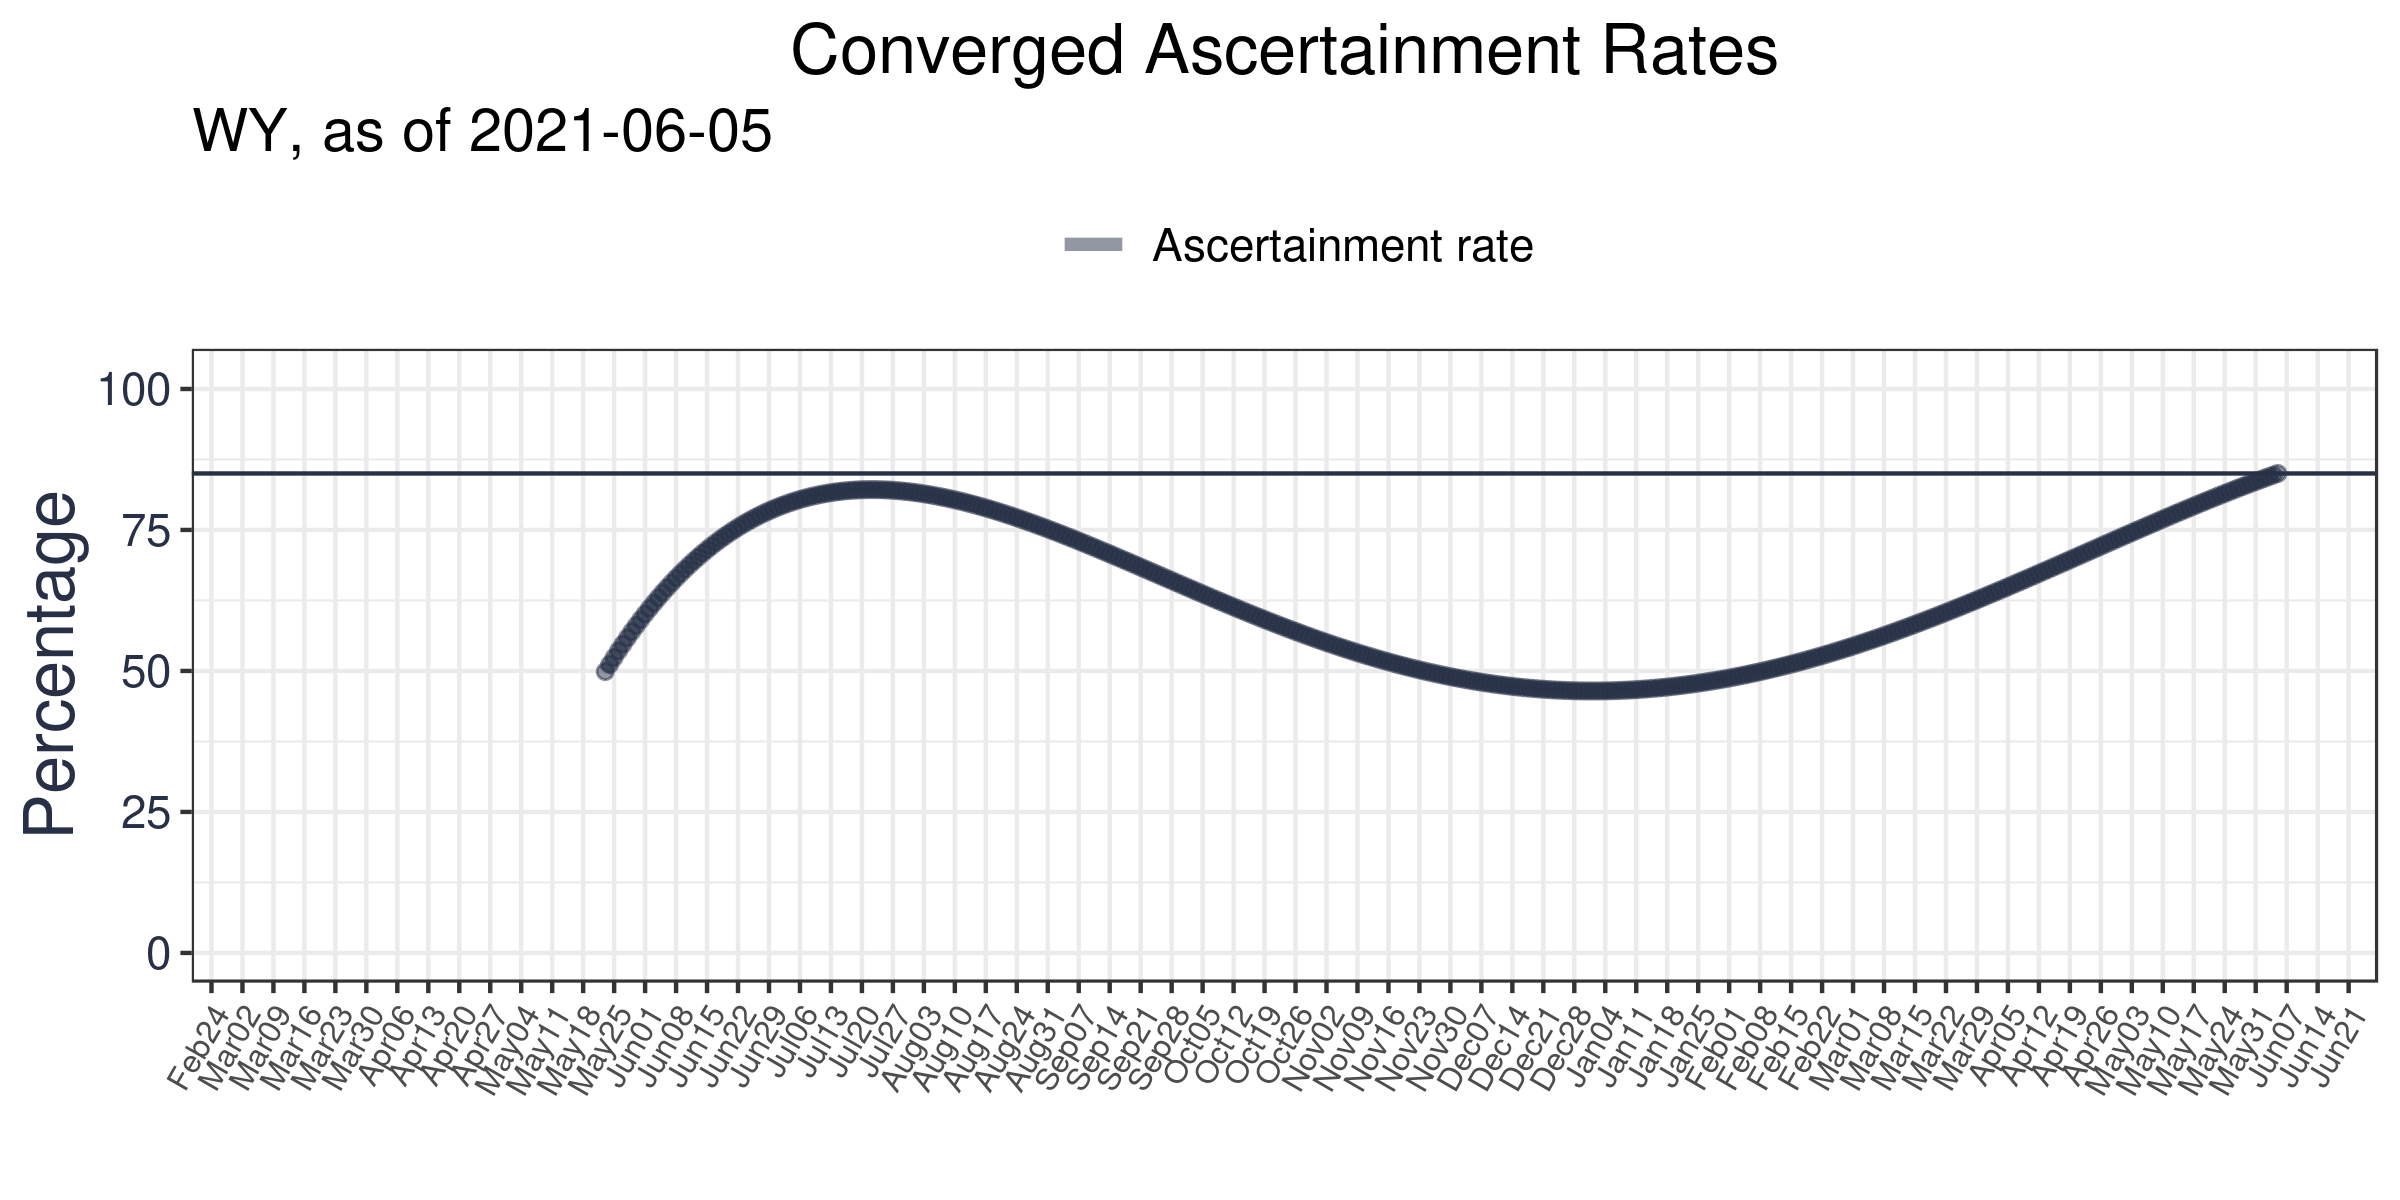 Converged Ascertainment Rates
WY, as of 2021-06-05
Ascertainment rate
Percentage
100
75
50
25
0
Feb24 Mar02 Mar09 Mar16 Mar23 Mar30 Apr06 Apr13 Apr20 Apr27 May04 May11 May18 May25 Jun01 Jun08 Jun15 Jun22 Jun29 Jul06 Jul13 Jul20 Jul27 Aug03 Aug10 Aug17 Aug24 Aug31 Sep07 Sep14 Sep21 Sep28 Oct05 Oct12 Oct19 Oct26 Nov02 Nov09 Nov16 Nov23 Nov30 Dec07 Dec14 Dec21 Dec28 Jan04 Jan11 Jan18 Jan25 Feb01 Feb08 Feb15 Feb22 Mar01 Mar08 Mar15 Mar22 Mar29 Apr05 Apr12 Apr19 Apr26 May03 May10 May17 May24 May31 Jun07 Jun14 Jun21